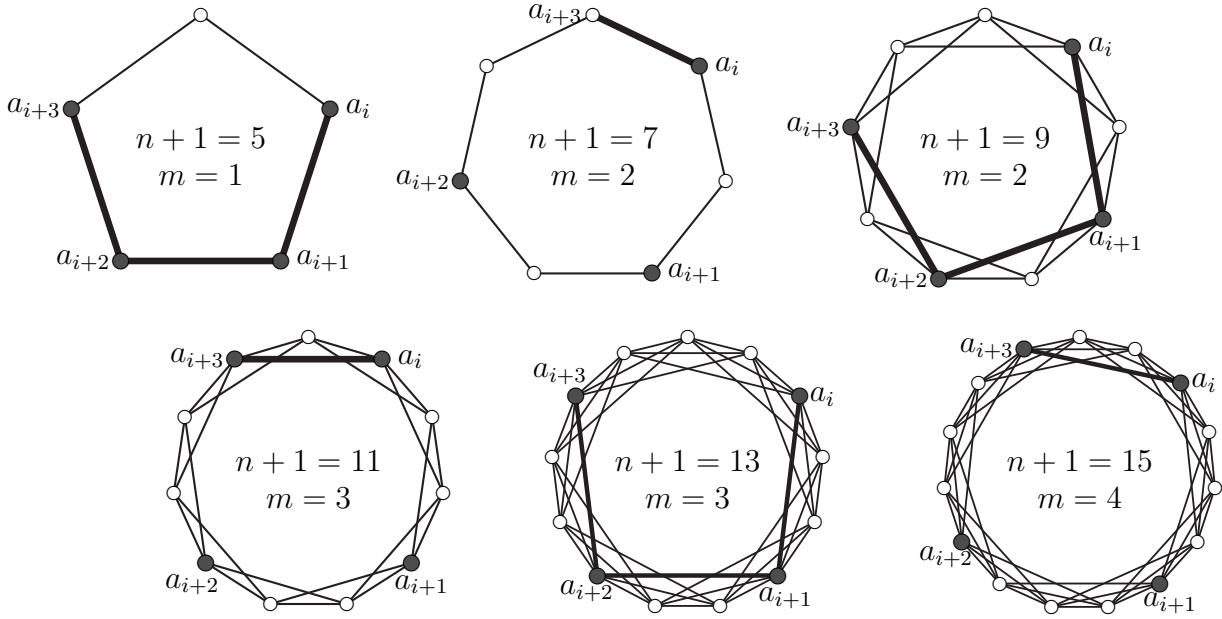 a_{i+3}
a_i
n + 1 = 5
m = 1
a_{i+2}
a_{i+1}
a_{i+3}
a_i
n + 1 = 7
m = 2
a_{i+2}
a_{i+1}
a_i
a_{i+3}
n + 1 = 9
m = 2
a_{i+1}
a_{i+2}
a_{i+3}
a_i
n + 1 = 11
m = 3
a_{i+2}
a_{i+1}
a_{i+3}
a_i
n + 1 = 13
m = 3
a_{i+2}
a_{i+1}
a_{i+3}
a_i
n + 1 = 15
m = 4
a_{i+2}
a_{i+1}